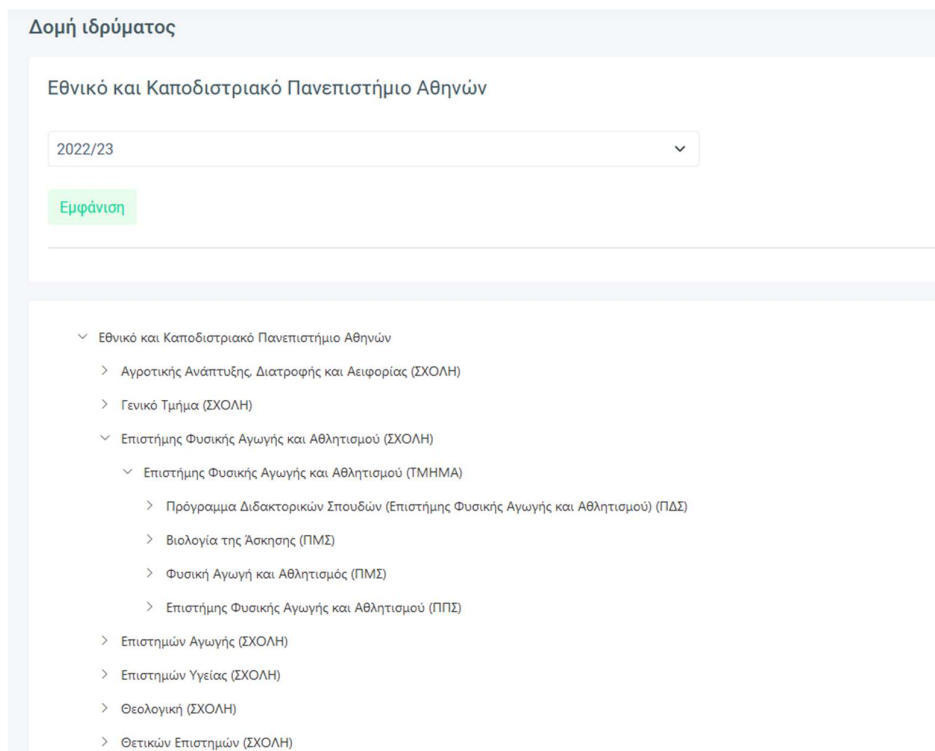 Δομή ιδρύματος
Εθνικό και Καποδιστριακό Πανεπιστήμιο Αθηνών
2022/23
Εμφάνιση
Εθνικό και Καποδιστριακό Πανεπιστήμιο Αθηνών
Αγροτικής Ανάπτυξης, Διατροφής και Αειφορίας (ΣΧΟΛΗ)
Γενικό Τμήμα (ΣΧΟΛΗ)
Επιστήμης Φυσικής Αγωγής και Αθλητισμού (ΣΧΟΛΗ)
Επιστήμης Φυσικής Αγωγής και Αθλητισμού (ΤΜΗΜΑ)
Πρόγραμμα Διδακτορικών Σπουδών (Επιστήμης Φυσικής Αγωγής και Αθλητισμού) (ΠΔΣ)
Βιολογία της Άσκησης (ΠΜΣ)
Φυσική Αγωγή και Αθλητισμός (ΠΜΣ)
Επιστήμης Φυσικής Αγωγής και Αθλητισμού (ΠΠΣ)
Επιστημών Αγωγής (ΣΧΟΛΗ)
Επιστημών Υγείας (ΣΧΟΛΗ)
Θεολογική (ΣΧΟΛΗ)
Θετικών Επιστημών (ΣΧΟΛΗ)